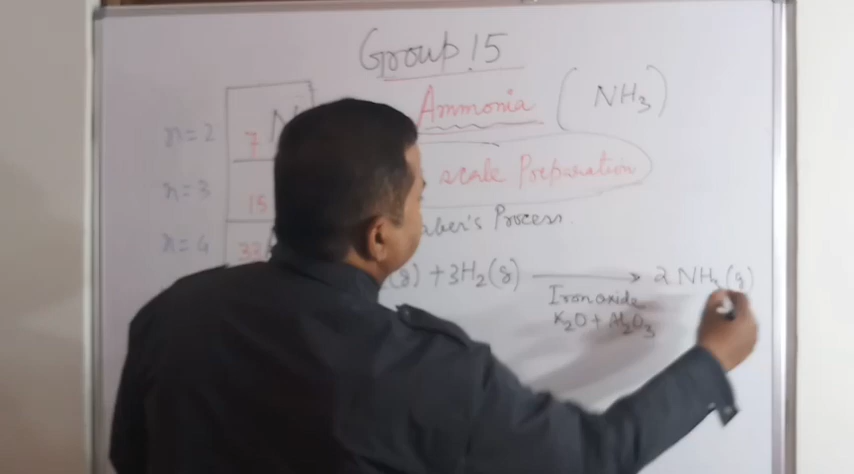 Group 15
n=2 7 N Ammonia ( NH₃ )
n=3 15 scale Preparation
n=4 33 aber's Process
(g) + 3H₂(g) → 2 NH₃(g)
Iron oxide
K₂O + Al₂O₃